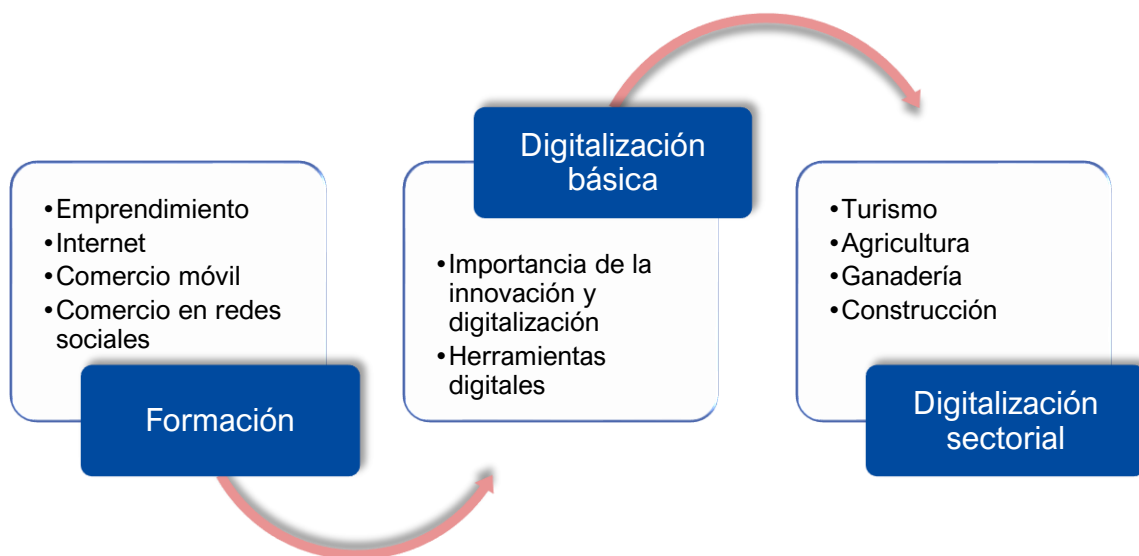 •Emprendimiento
•Internet
•Comercio móvil
•Comercio en redes
sociales
Formación
Digitalización
básica
•Importancia de la
innovación y
digitalización
•Herramientas
digitales
•Turismo
•Agricultura
•Ganadería
•Construcción
Digitalización
sectorial